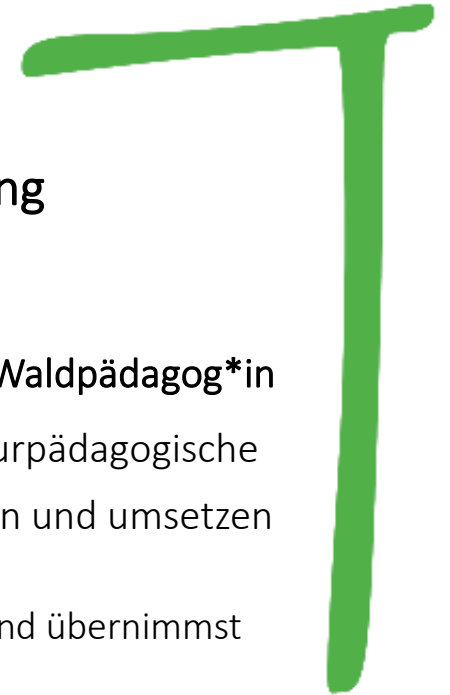 ng
Waldpädagog*in
urpädagogische
n und umsetzen
nd übernimmst